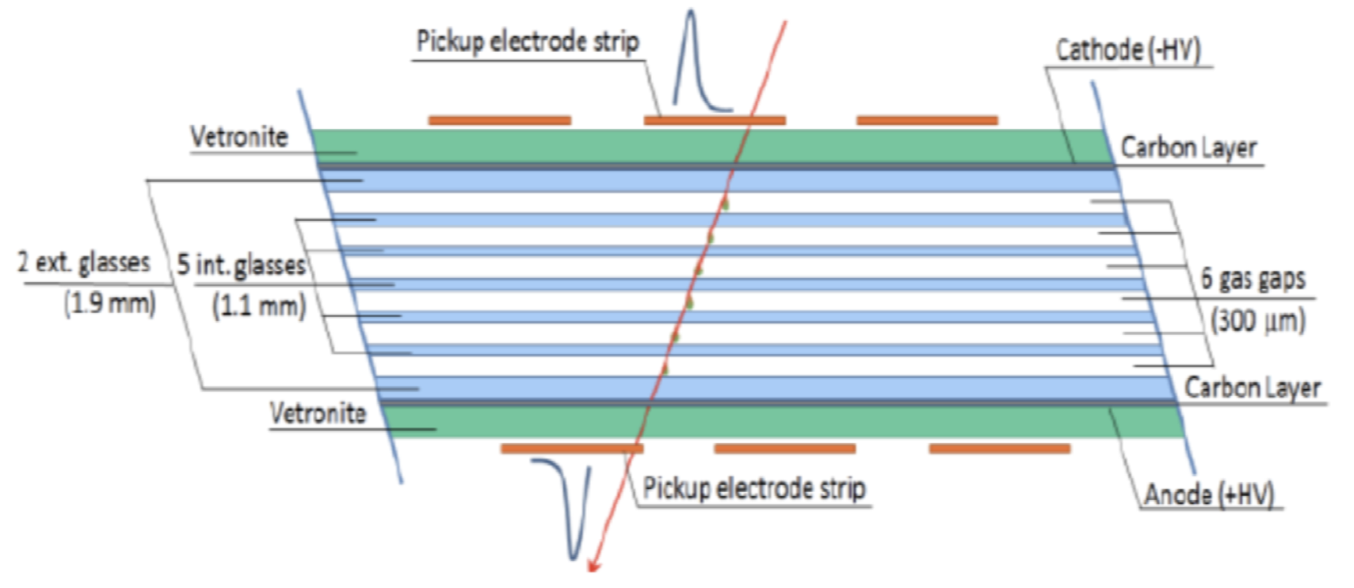 Pickup electrode strip
Cathode (-HV)
Vetronite
Carbon Layer
2 ext. glasses
(1.9 mm)
5 int. glasses
(1.1 mm)
6 gas gaps
(300 μm)
Carbon Layer
Vetronite
Pickup electrode strip
Anode (+HV)